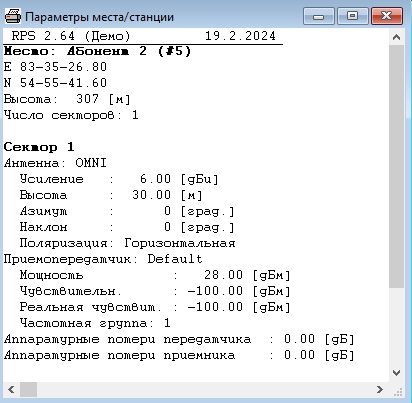 Параметры места/станции
RPS 2.64 (Демо) 19.2.2024
Место: Абонент 2 (#5)
E 83-35-26.80
N 54-55-41.60
Высота: 307 [м]
Число секторов: 1
Сектор 1
Антенна: OMNI
Усиление : 6.00 [дБи]
Высота : 30.00 [м]
Азимут : 0 [град.]
Наклон : 0 [град.]
Поляризация: Горизонтальная
Приемопередатчик: Default
Мощность : 28.00 [дБм]
Чувствительн. : -100.00 [дБм]
Реальная чувствит. : -100.00 [дБм]
Частотная группа: 1
Аппаратурные потери передатчика : 0.00 [дБ]
Аппаратурные потери приемника : 0.00 [дБ]